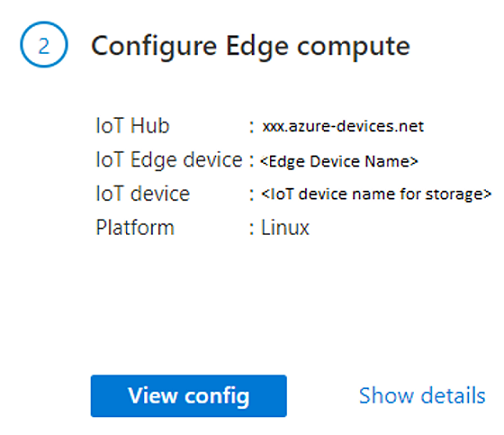 2 Configure Edge compute
IoT Hub : xxx.azure-devices.net
IoT Edge device : <Edge Device Name>
IoT device : <IoT device name for storage>
Platform : Linux
View config Show details